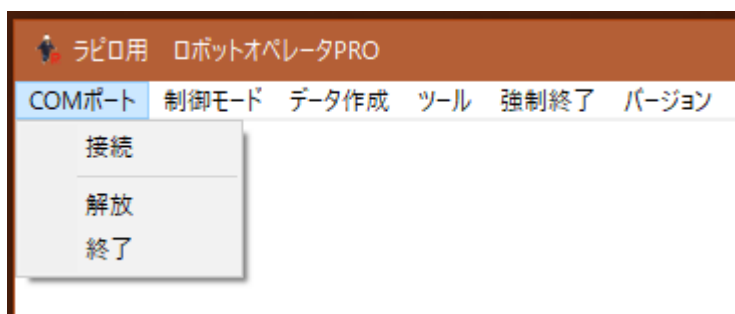 ラピロ用 ロボットオペレータPRO
COMポート 制御モード データ作成 ツール 強制終了 バージョン
接続
解放
終了